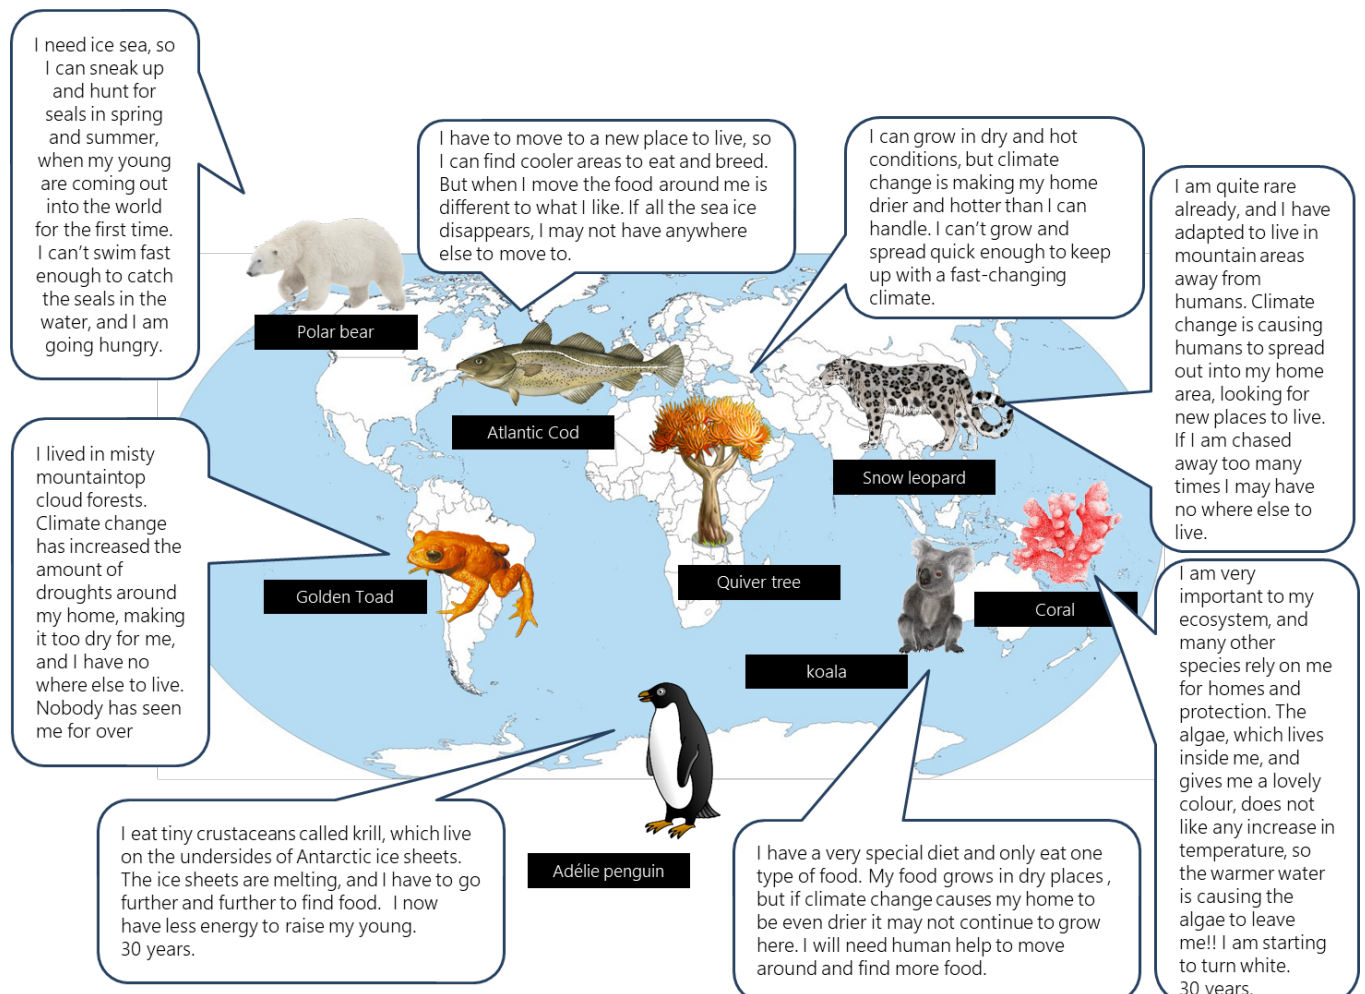 I need ice sea, so
I can sneak up
and hunt for
seals in spring
and summer,
when my young
are coming out
into the world
for the first time.
I can't swim fast
enough to catch
the seals in the
water, and I am
going hungry.
Polar bear
I have to move to a new place to live, so
I can find cooler areas to eat and breed.
But when I move the food around me is
different to what I like. If all the sea ice
disappears, I may not have anywhere
else to move to.
Atlantic Cod
I can grow in dry and hot
conditions, but climate
change is making my home
drier and hotter than I can
handle. I can't grow and
spread quick enough to keep
up with a fast-changing
climate.
Quiver tree
I am quite rare
already, and I have
adapted to live in
mountain areas
away from
humans. Climate
change is causing
humans to spread
out into my home
area, looking for
new places to live.
If I am chased
away too many
times I may have
no where else to
live.
Snow leopard
I lived in misty
mountaintop
cloud forests.
Climate change
has increased the
amount of
droughts around
my home, making
it too dry for me,
and I have no
where else to live.
Nobody has seen
me for over
Golden Toad
I am very
important to my
ecosystem, and
many other
species rely on me
for homes and
protection. The
algae, which lives
inside me, and
gives me a lovely
colour, does not
like any increase in
temperature, so
the warmer water
is causing the
algae to leave
me!! I am starting
to turn white.
30 years.
Coral
koala
I eat tiny crustaceans called krill, which live
on the undersides of Antarctic ice sheets.
The ice sheets are melting, and I have to go
further and further to find food. I now
have less energy to raise my young.
30 years.
Adélie penguin
I have a very special diet and only eat one
type of food. My food grows in dry places ,
but if climate change causes my home to
be even drier it may not continue to grow
here. I will need human help to move
around and find more food.